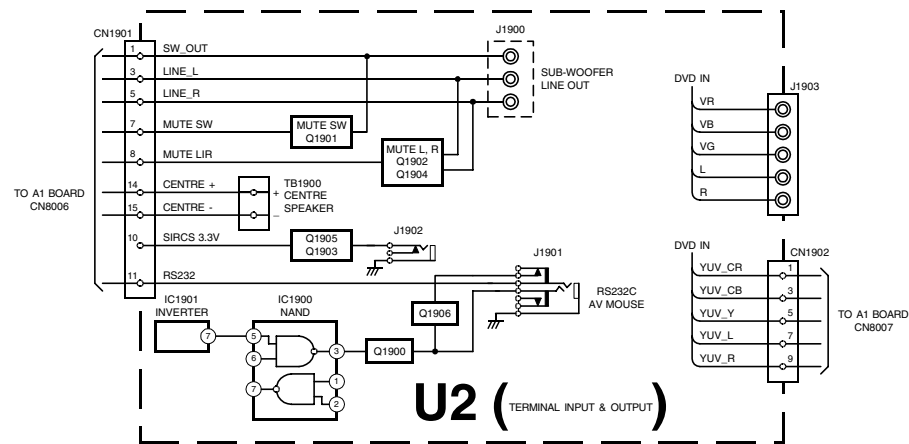 CN1901
1 SW_OUT
3 LINE_L
5 LINE_R
7 MUTE SW
8 MUTE LIR
14 CENTRE +
15 CENTRE -
10 SIRCS 3.3V
11 RS232
TO A1 BOARD
CN8006
MUTE SW
Q1901
MUTE L, R
Q1902
Q1904
J1900
SUB-WOOFER
LINE OUT
+
–
TB1900
CENTRE
SPEAKER
Q1905
Q1903
J1902
J1901
RS232C
AV MOUSE
Q1906
Q1900
IC1901
INVERTER
7
IC1900
NAND
5
6
3
7
1
2
DVD IN
J1903
VR
VB
VG
L
R
DVD IN
CN1902
YUV_CR 1
YUV_CB 3
YUV_Y 5
YUV_L 7
YUV_R 9
TO A1 BOARD
CN8007
U2 (TERMINAL INPUT & OUTPUT)